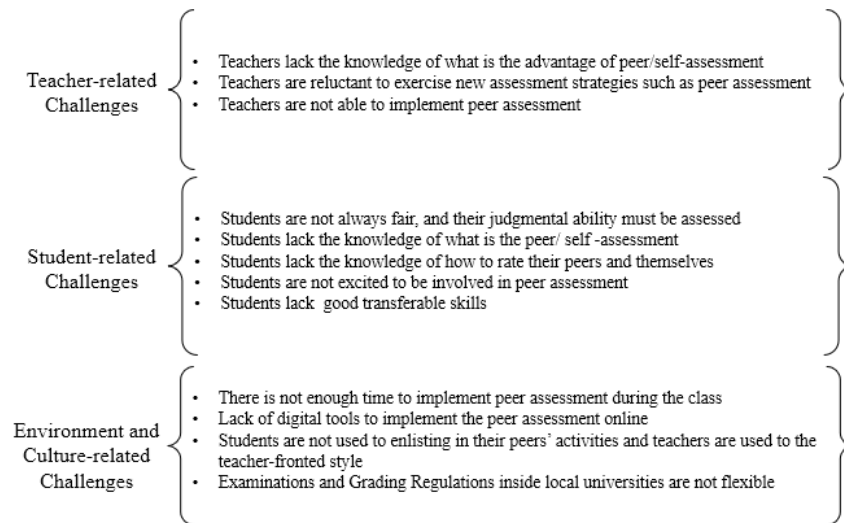 Teacher-related
Challenges
• Teachers lack the knowledge of what is the advantage of peer/self-assessment
• Teachers are reluctant to exercise new assessment strategies such as peer assessment
• Teachers are not able to implement peer assessment
Student-related
Challenges
• Students are not always fair, and their judgmental ability must be assessed
• Students lack the knowledge of what is the peer/ self -assessment
• Students lack the knowledge of how to rate their peers and themselves
• Students are not excited to be involved in peer assessment
• Students lack good transferable skills
Environment and
Culture-related
Challenges
• There is not enough time to implement peer assessment during the class
• Lack of digital tools to implement the peer assessment online
• Students are not used to enlisting in their peers’ activities and teachers are used to the
teacher-fronted style
• Examinations and Grading Regulations inside local universities are not flexible